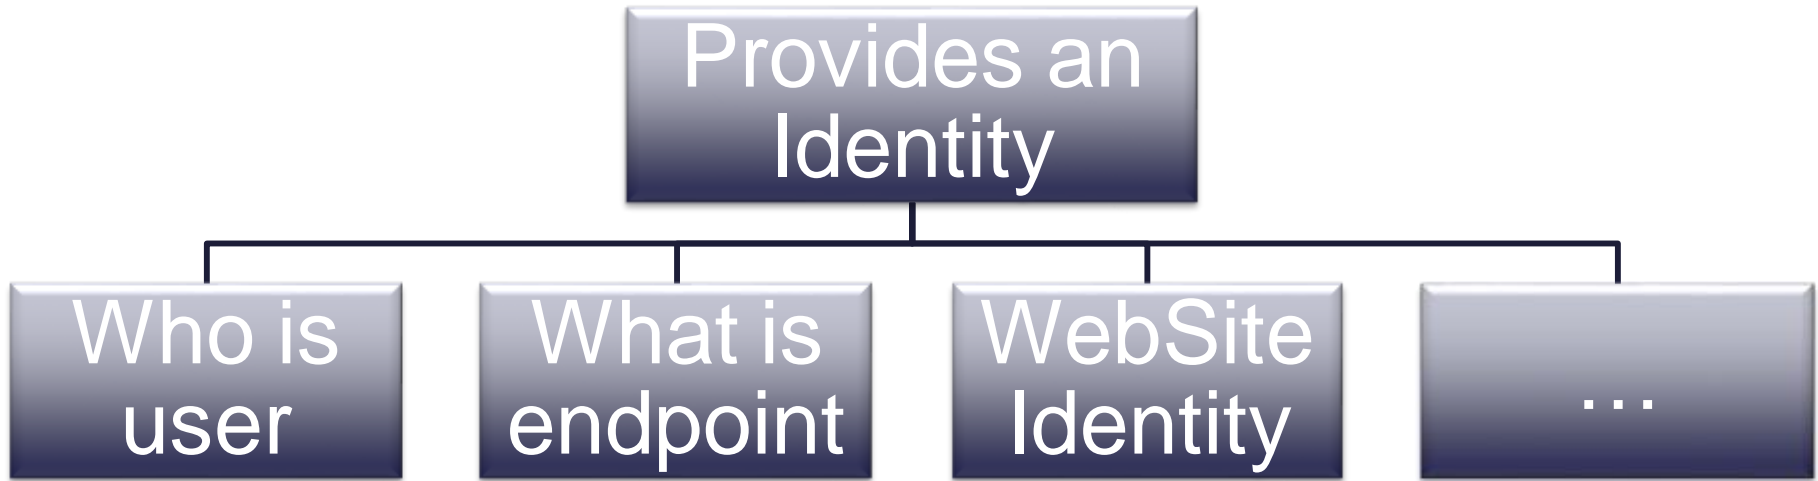 Provides an
Identity
Who is
user
What is
endpoint
WebSite
Identity
...